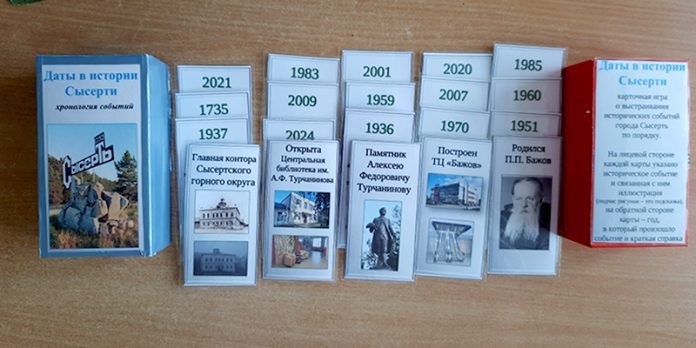 Даты в истории
Сысерти
хронология событий
Сысерть
2021
1735
1937
Главная контора
Сысертского
горного округа
1983
2009
2024
Открыта
Центральная
библиотека им.
А.Ф. Турчанинова
2001
1959
1936
Памятник
Алексею
Федоровичу
Турчанинову
2020
2007
1970
Построен
ТЦ «Бажов»
1985
1960
1951
Родился
П.П. Бажов
Даты в истории
Сысерти
карточная игра
о выстраивании
исторических событий
города Сысерть
по порядку.
На лицевой стороне
каждой карты указано
историческое событие
и связанная с ним
иллюстрация
(підпис рисунок – это подсказка),
на обратной стороне
карты – год,
в который произошло
событие и краткая справка